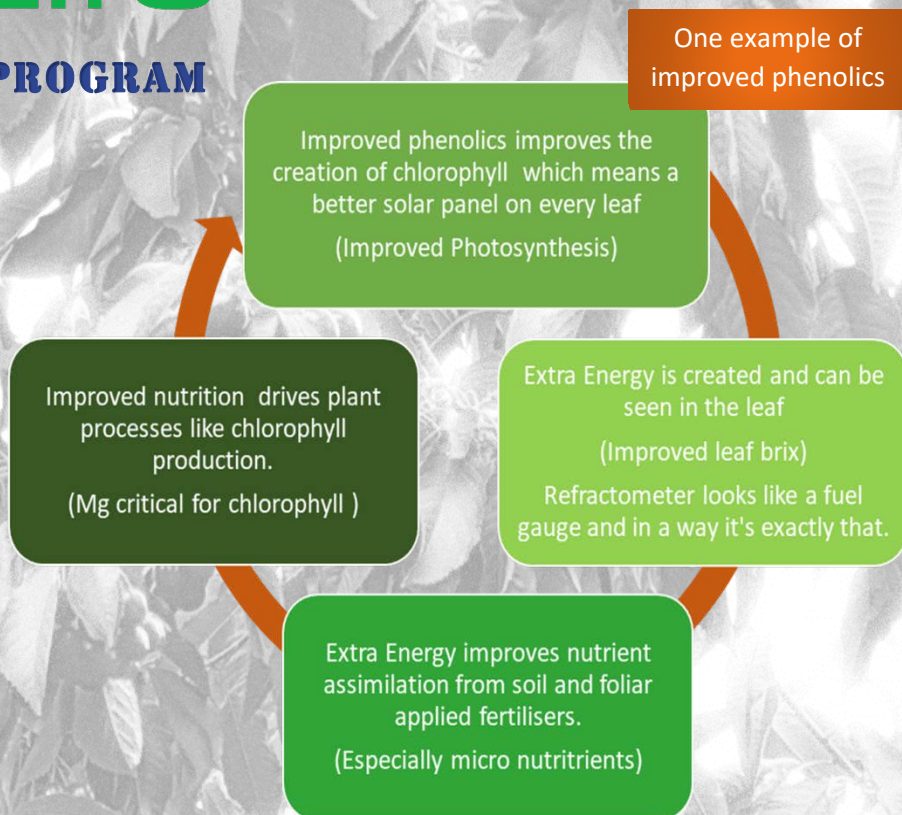 PROGRAM
One example of
improved phenolics
Improved phenolics improves the
creation of chlorophyll which means a
better solar panel on every leaf
(Improved Photosynthesis)
Extra Energy is created and can be
seen in the leaf
(Improved leaf brix)
Refractometer looks like a fuel
gauge and in a way it's exactly that.
Extra Energy improves nutrient
assimilation from soil and foliar
applied fertilisers.
(Especially micro nutritrients)
Improved nutrition drives plant
processes like chlorophyll
production.
(Mg critical for chlorophyll )